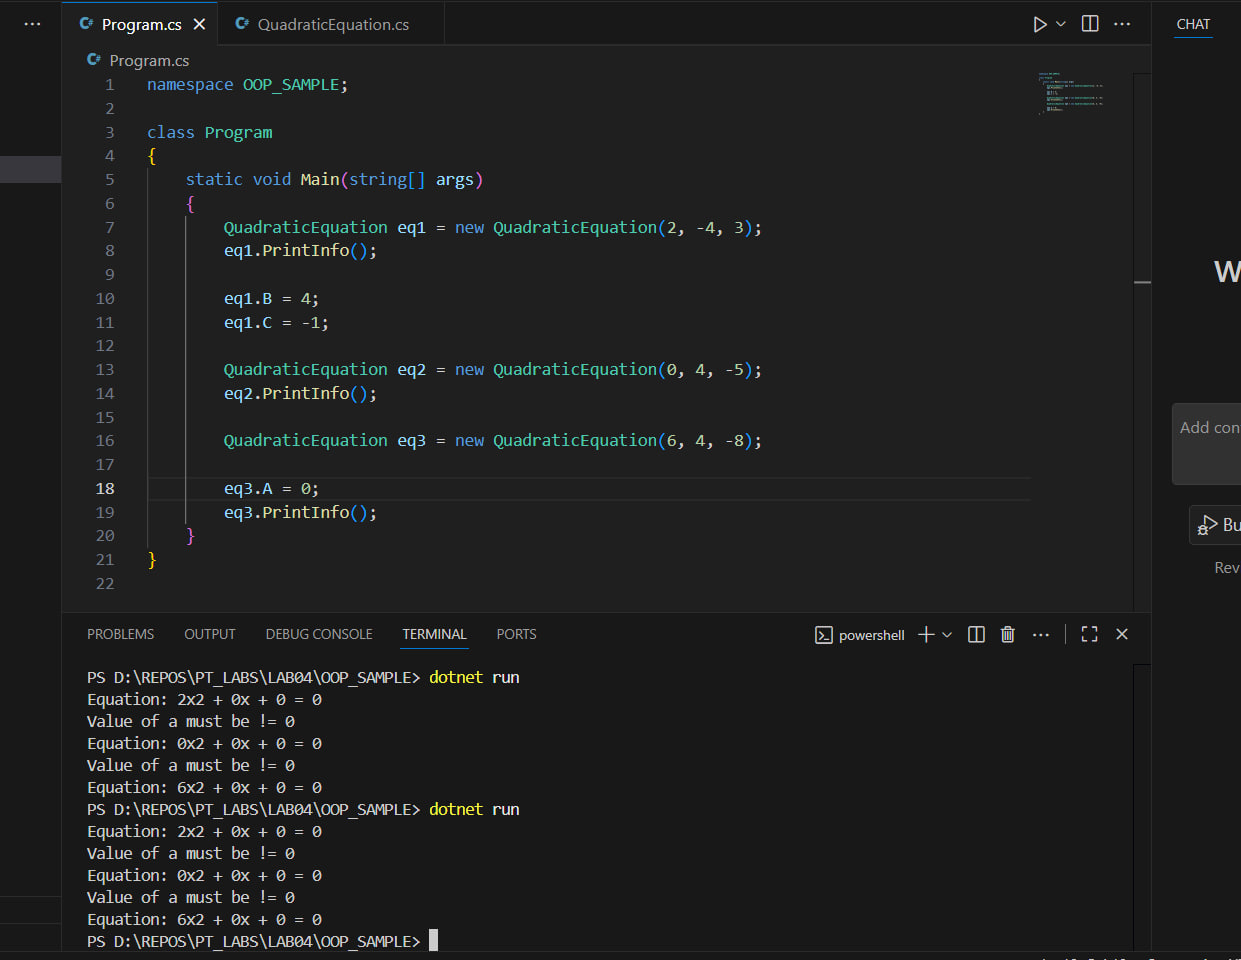 Program.cs
QuadraticEquation.cs
CHAT
Program.cs
1 namespace OOP_SAMPLE;
2
3 class Program
4 {
5 static void Main(string[] args)
6 {
7 QuadraticEquation eq1 = new QuadraticEquation(2, -4, 3);
8 eq1.PrintInfo();
9
10 eq1.B = 4;
11 eq1.C = -1;
12
13 QuadraticEquation eq2 = new QuadraticEquation(0, 4, -5);
14 eq2.PrintInfo();
15
16 QuadraticEquation eq3 = new QuadraticEquation(6, 4, -8);
17
18 eq3.A = 0;
19 eq3.PrintInfo();
20 }
21 }
22
W
Add con
Bu
Rev
PROBLEMS OUTPUT DEBUG CONSOLE TERMINAL PORTS powershell
PS D:\REPOS\PT_LABS\LAB04\OOP_SAMPLE> dotnet run
Equation: 2x2 + 0x + 0 = 0
Value of a must be != 0
Equation: 0x2 + 0x + 0 = 0
Value of a must be != 0
Equation: 6x2 + 0x + 0 = 0
PS D:\REPOS\PT_LABS\LAB04\OOP_SAMPLE> dotnet run
Equation: 2x2 + 0x + 0 = 0
Value of a must be != 0
Equation: 0x2 + 0x + 0 = 0
Value of a must be != 0
Equation: 6x2 + 0x + 0 = 0
PS D:\REPOS\PT_LABS\LAB04\OOP_SAMPLE>